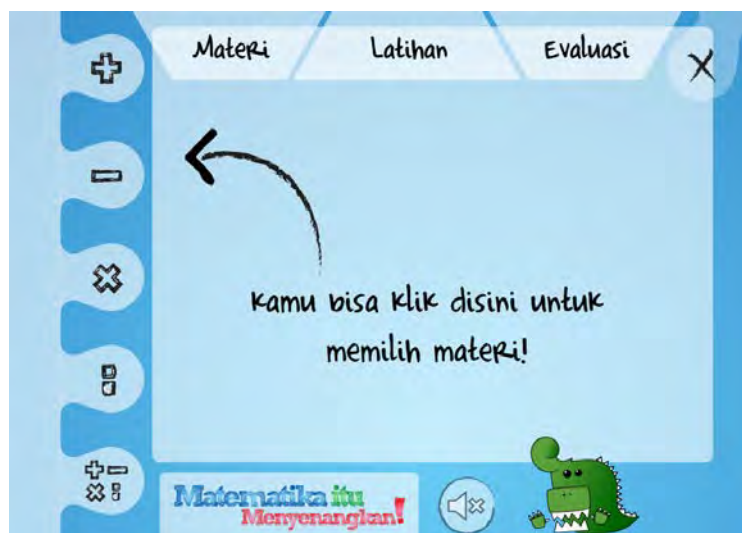 Materi
Latihan
Evaluasi
X
kamu bisa klik disini untuk
memilih materi!
Matematika itu
Menyenangkan!